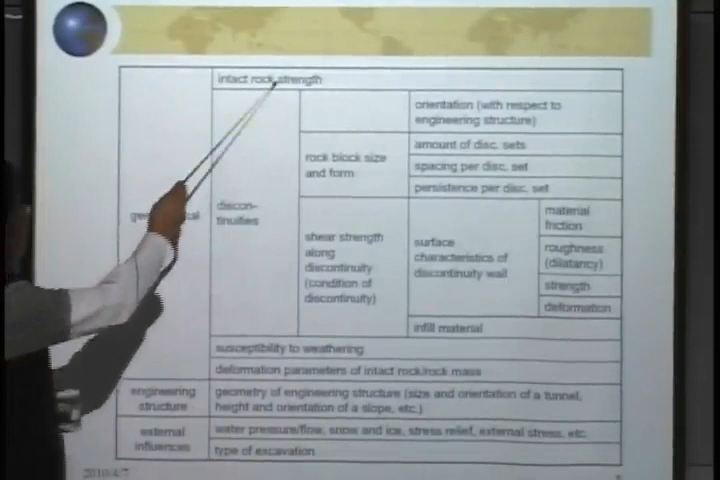 intact rock strength
orientation (with respect to
engineering structure)
rock block size
and form
amount of disc. sets
spacing per disc. set
persistence per disc. set
discon-
tinuities
shear strength
along
discontinuity
(condition of
discontinuity)
surface
characteristics of
discontinuity wall
material
friction
roughness
(dilatancy)
strength
deformation
infill material
susceptibility to weathering
deformation parameters of intact rock/rock mass
engineering
structure
geometry of engineering structure (size and orientation of a tunnel,
height and orientation of a slope, etc.)
external
influences
water pressure/flow, snow and ice, stress relief, external stress, etc.
type of excavation
2010/4/7